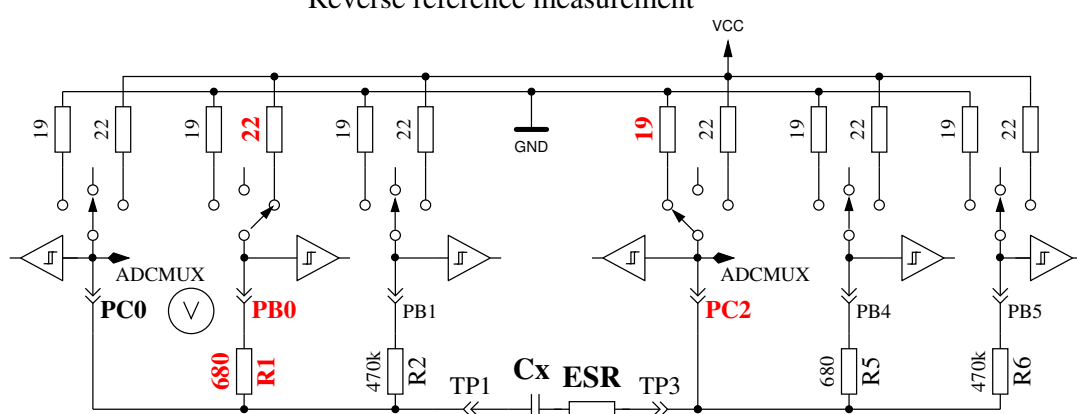 Reverse reference measurement
VCC
19 22 19 22 19 22 GND 19 22 19 22 19 22
ADCMUX ADCMUX
PC0 V PB0 PB1 PC2 PB4 PB5
680 R1 470k R2 680 R5 470k R6
TP1 Cx ESR TP3